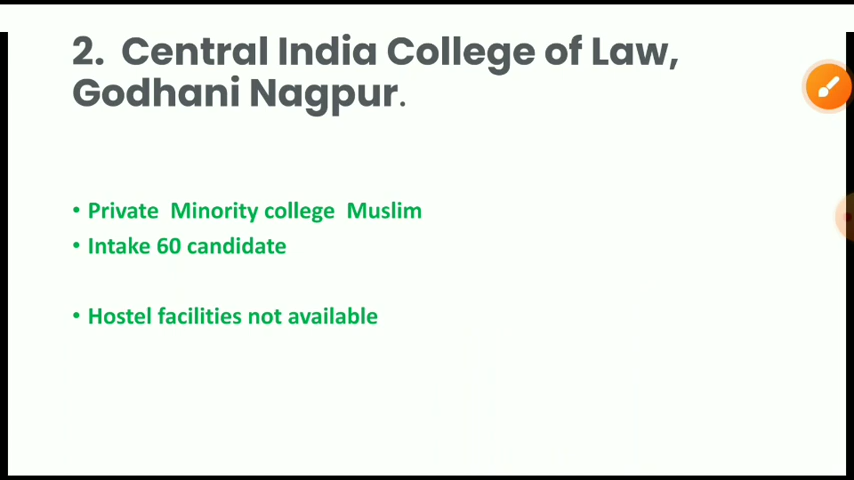 2. Central India College of Law,
Godhani Nagpur.
• Private Minority college Muslim
• Intake 60 candidate
• Hostel facilities not available